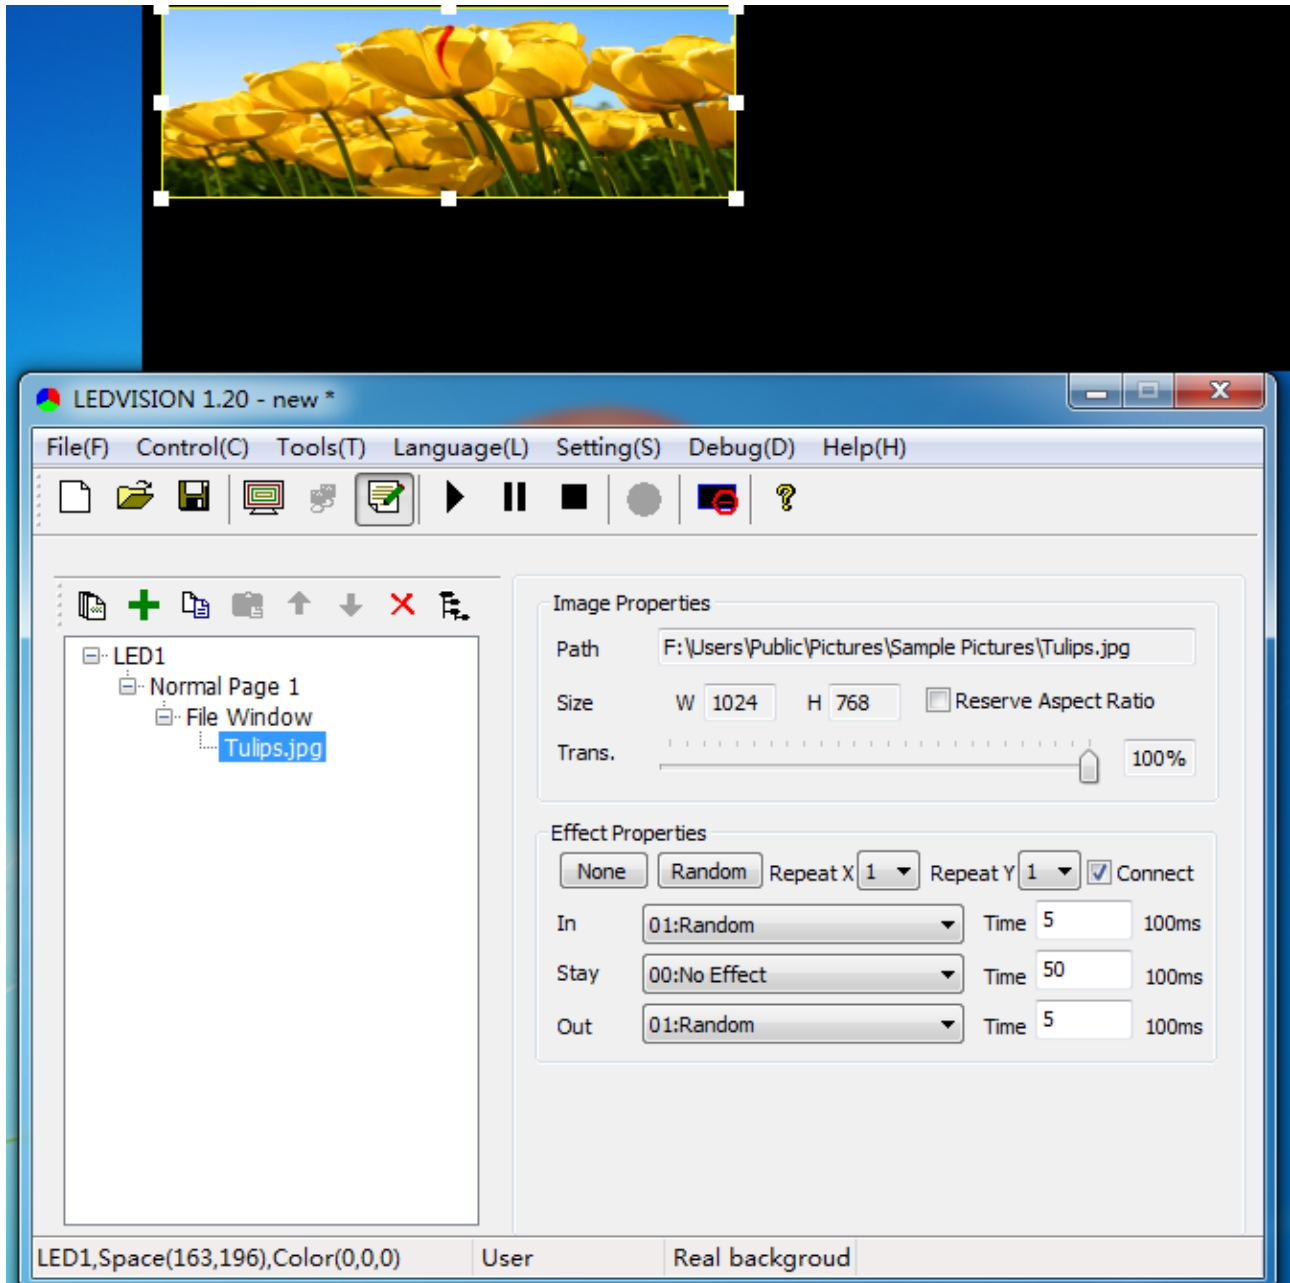 LEDVISION 1.20 - new *
File(F) Control(C) Tools(T) Language(L) Setting(S) Debug(D) Help(H)
LED1
Normal Page 1
File Window
Tulips.jpg
Image Properties
Path F:\Users\Public\Pictures\Sample Pictures\Tulips.jpg
Size W 1024 H 768 Reserve Aspect Ratio
Trans. 100%
Effect Properties
None Random Repeat X 1 Repeat Y 1 Connect
In 01:Random Time 5 100ms
Stay 00:No Effect Time 50 100ms
Out 01:Random Time 5 100ms
LED1,Space(163,196),Color(0,0,0) User Real backgroud